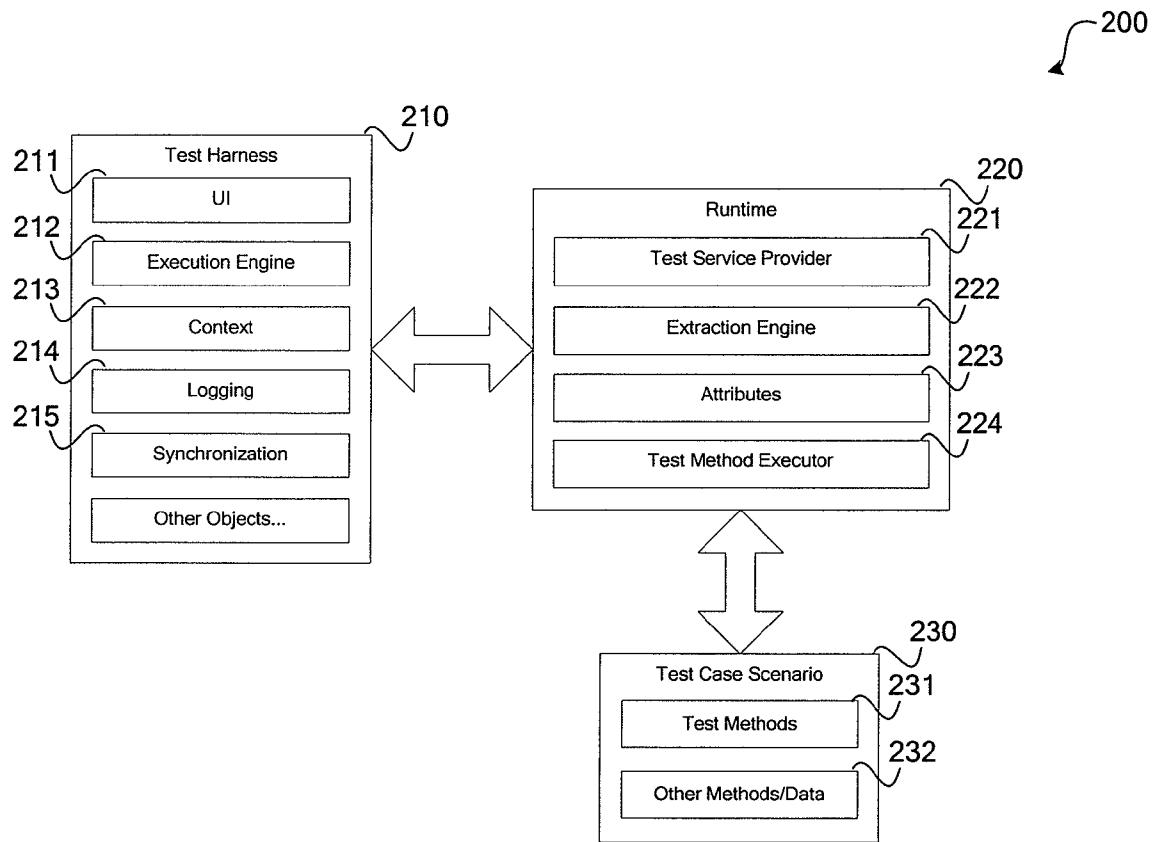 200
210
Test Harness
211
UI
212
Execution Engine
213
Context
214
Logging
215
Synchronization
Other Objects...
220
Runtime
221
Test Service Provider
222
Extraction Engine
223
Attributes
224
Test Method Executor
230
Test Case Scenario
231
Test Methods
232
Other Methods/Data